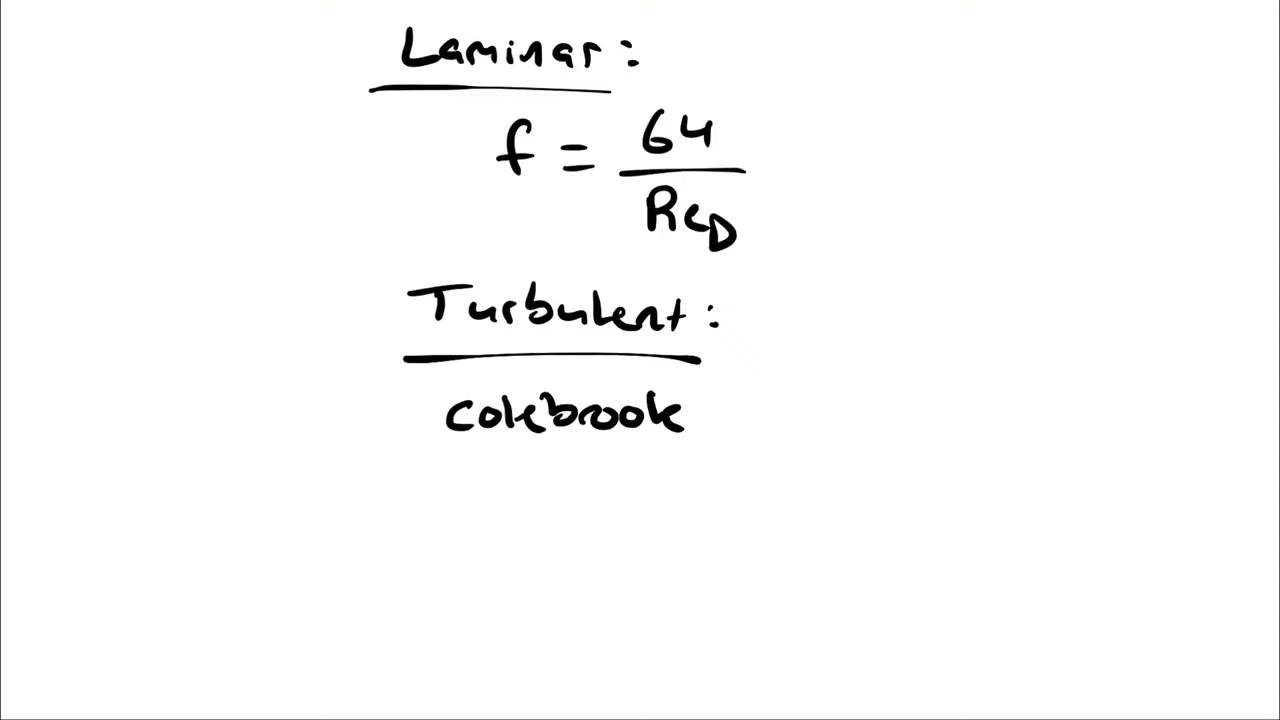 Laminar:
f = 64 / Re_D
Turbulent:
colebrook